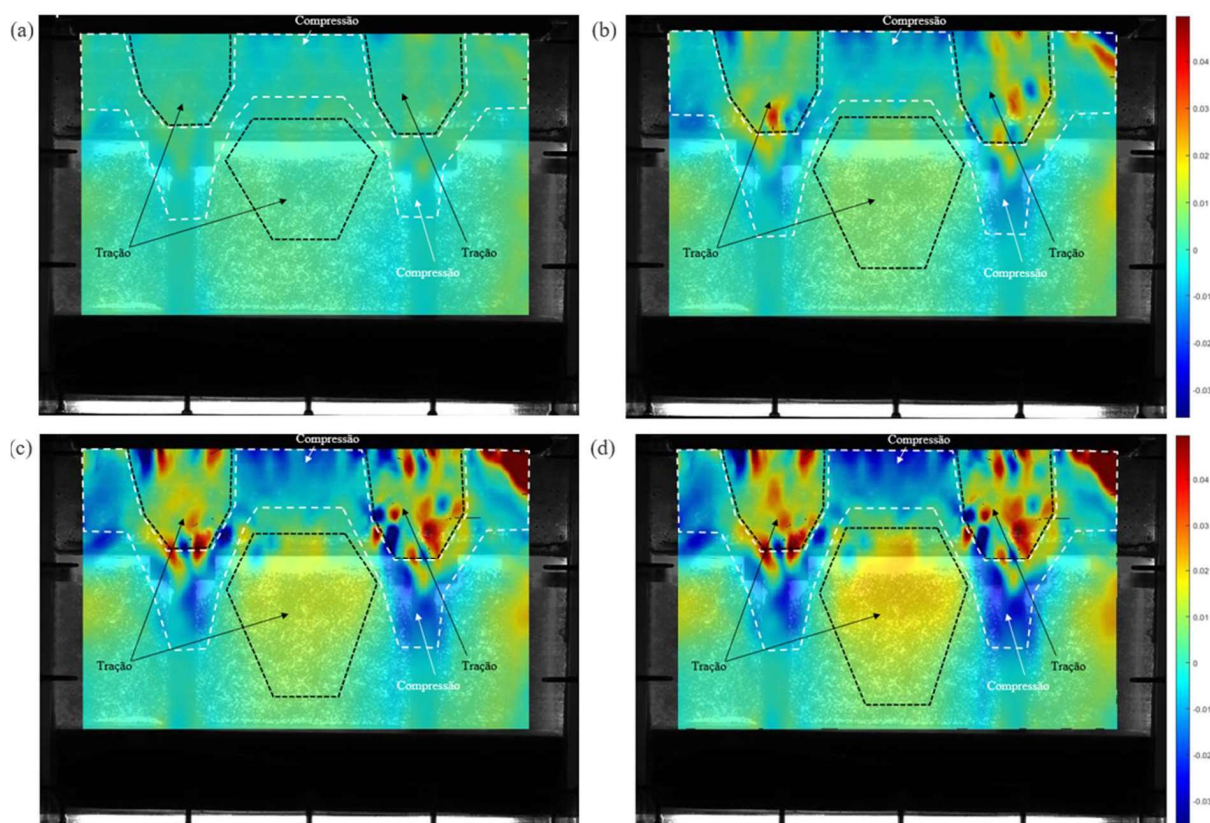 (a)
Compressão
Tração
Tração
Compressão
(b)
Compressão
Tração
Tração
Compressão
0.04
0.03
0.02
0.01
0
-0.01
-0.02
-0.03
(c)
Compressão
Tração
Tração
Compressão
(d)
Compressão
Tração
Tração
Compressão
0.04
0.03
0.02
0.01
0
-0.01
-0.02
-0.03